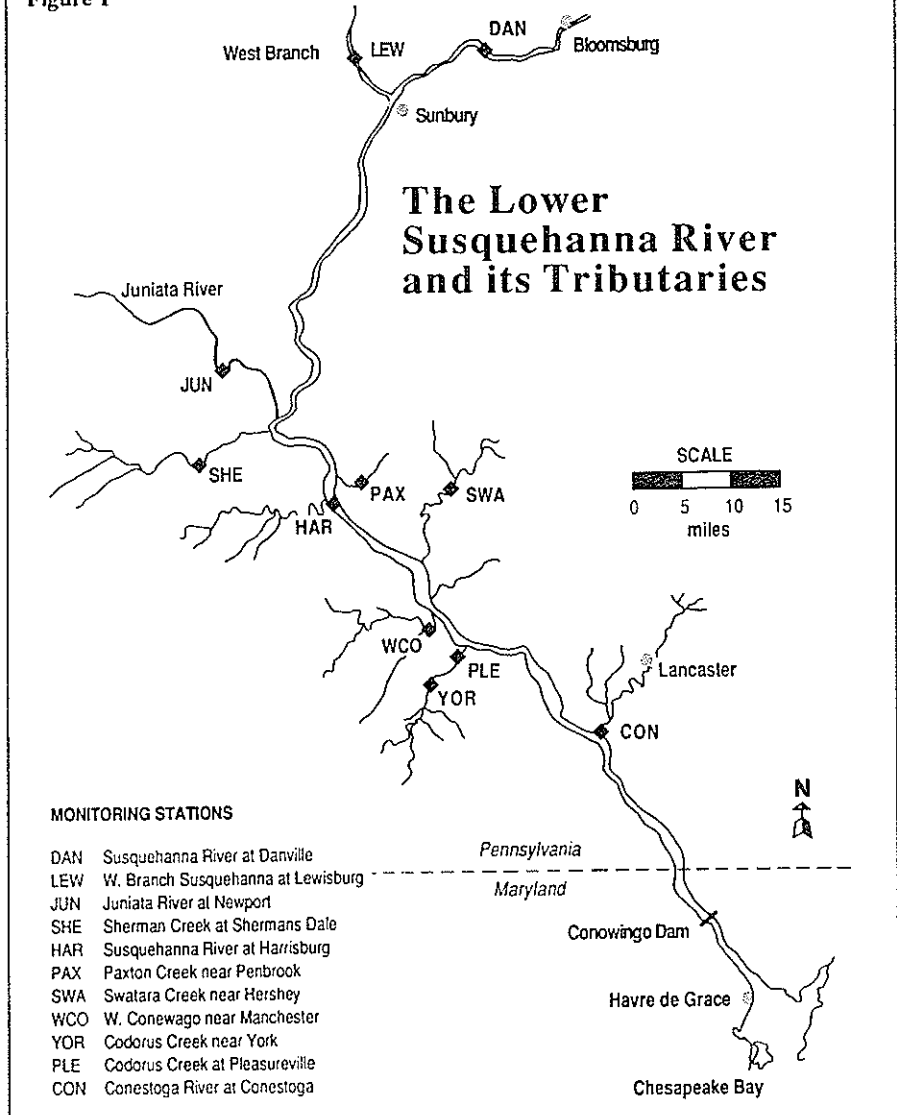 Figure 1
DAN
Bloomsburg
West Branch
LEW
Sunbury
The Lower
Susquehanna River
and its Tributaries
Juniata River
JUN
SHE
PAX
SWA
HAR
SCALE
0 5 10 15
miles
WCO
PLE
YOR
Lancaster
CON
N
MONITORING STATIONS
DAN Susquehanna River at Danville
LEW W. Branch Susquehanna at Lewisburg
JUN Juniata River at Newport
SHE Sherman Creek at Shermans Dale
HAR Susquehanna River at Harrisburg
PAX Paxton Creek near Penbrook
SWA Swatara Creek near Hershey
WCO W. Conewago near Manchester
YOR Codorus Creek near York
PLE Codorus Creek at Pleasureville
CON Conestoga River at Conestoga
Pennsylvania
Maryland
Conowingo Dam
Havre de Grace
Chesapeake Bay